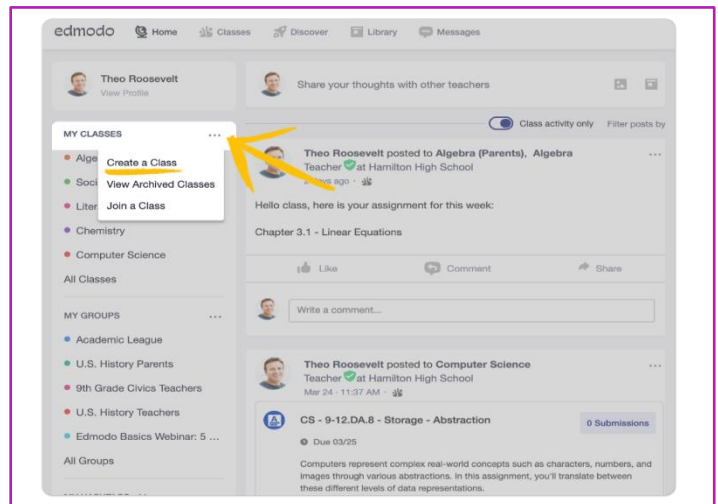 edmodo Home Classes Discover Library Messages
Theo Roosevelt
View Profile
Share your thoughts with other teachers
Class activity only Filter posts by
MY CLASSES
Create a Class
View Archived Classes
Join a Class
Alge
Soci
Liter
Chemistry
Computer Science
All Classes
MY GROUPS
Academic League
U.S. History Parents
9th Grade Civics Teachers
U.S. History Teachers
Edmodo Basics Webinar: 5 ...
All Groups
Theo Roosevelt posted to Algebra (Parents), Algebra
Teacher at Hamilton High School
days ago ·
Hello class, here is your assignment for this week:
Chapter 3.1 - Linear Equations
Like Comment Share
Write a comment...
Theo Roosevelt posted to Computer Science
Teacher at Hamilton High School
Mar 24 · 11:37 AM ·
CS - 9-12.DA.8 - Storage - Abstraction
0 Submissions
Due 03/25
Computers represent complex real-world concepts such as characters, numbers, and
images through various abstractions. In this assignment, you'll translate between
these different levels of data representations.